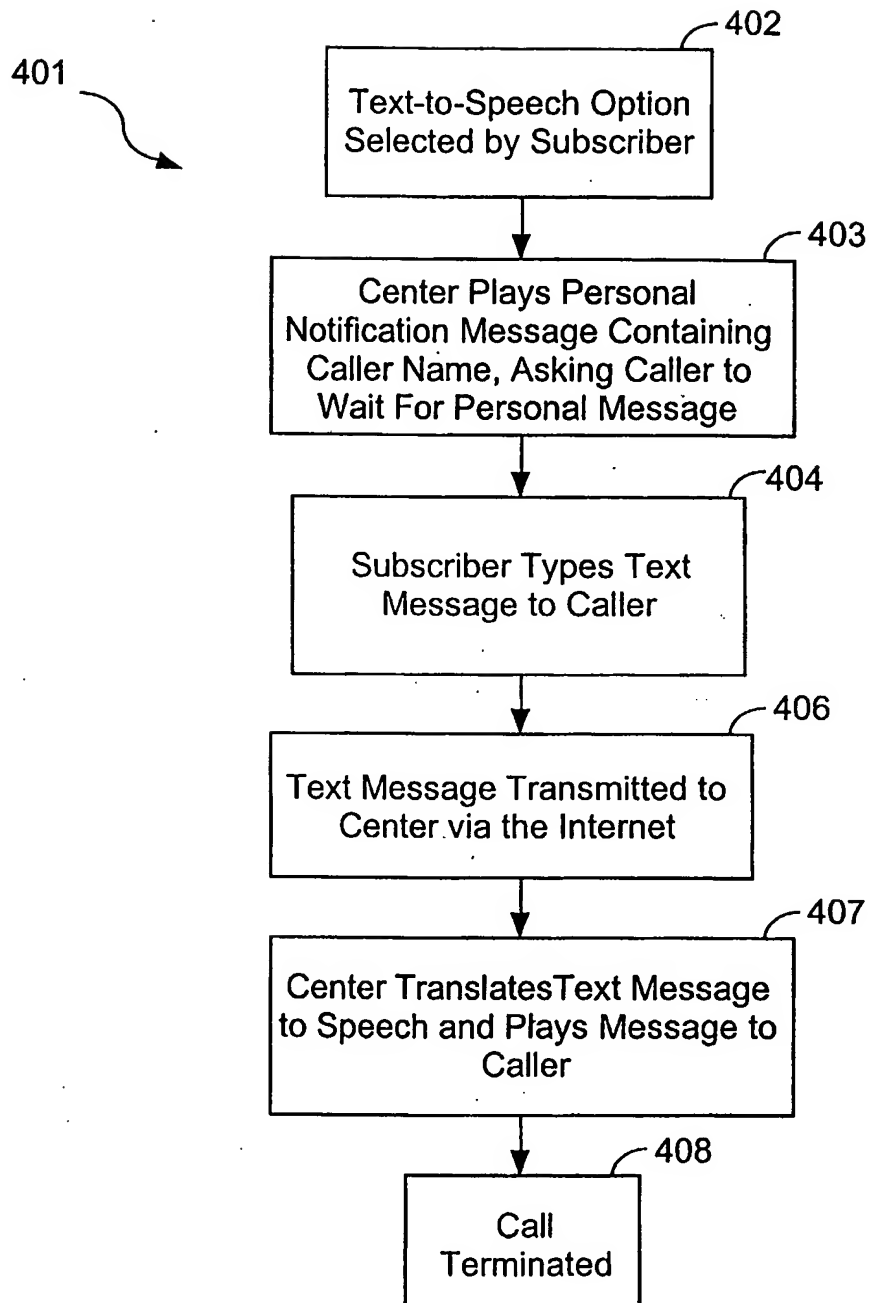 402
401
Text-to-Speech Option
Selected by Subscriber
403
Center Plays Personal
Notification Message Containing
Caller Name, Asking Caller to
Wait For Personal Message
404
Subscriber Types Text
Message to Caller
406
Text Message Transmitted to
Center via the Internet
407
Center TranslatesText Message
to Speech and Plays Message to
Caller
408
Call
Terminated